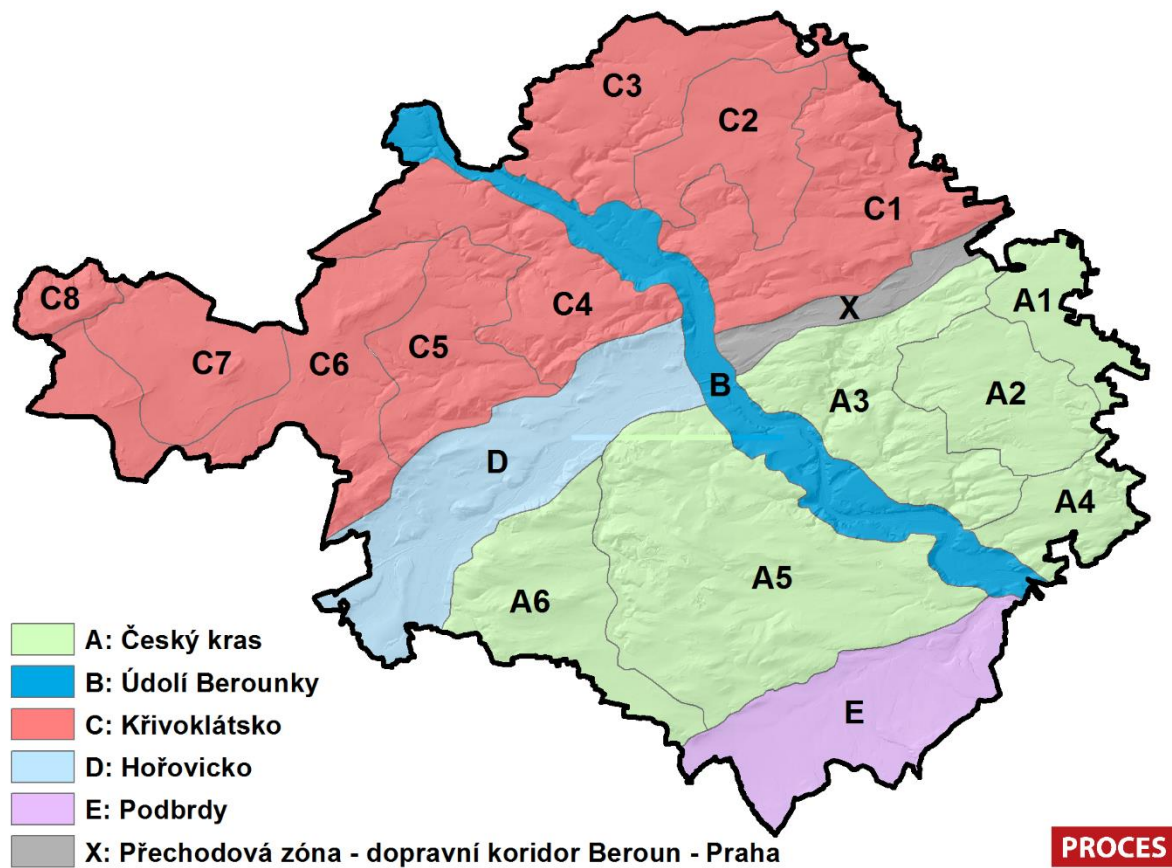 C3
C2
C1
C8
C7
C6
C5
C4
X
A1
B
A3
A2
D
A4
A5
A6
E
A: Český kras
B: Údolí Berounky
C: Křivoklátsko
D: Hořovicko
E: Podbrdy
X: Přechodová zóna - dopravní koridor Beroun - Praha
PROCES